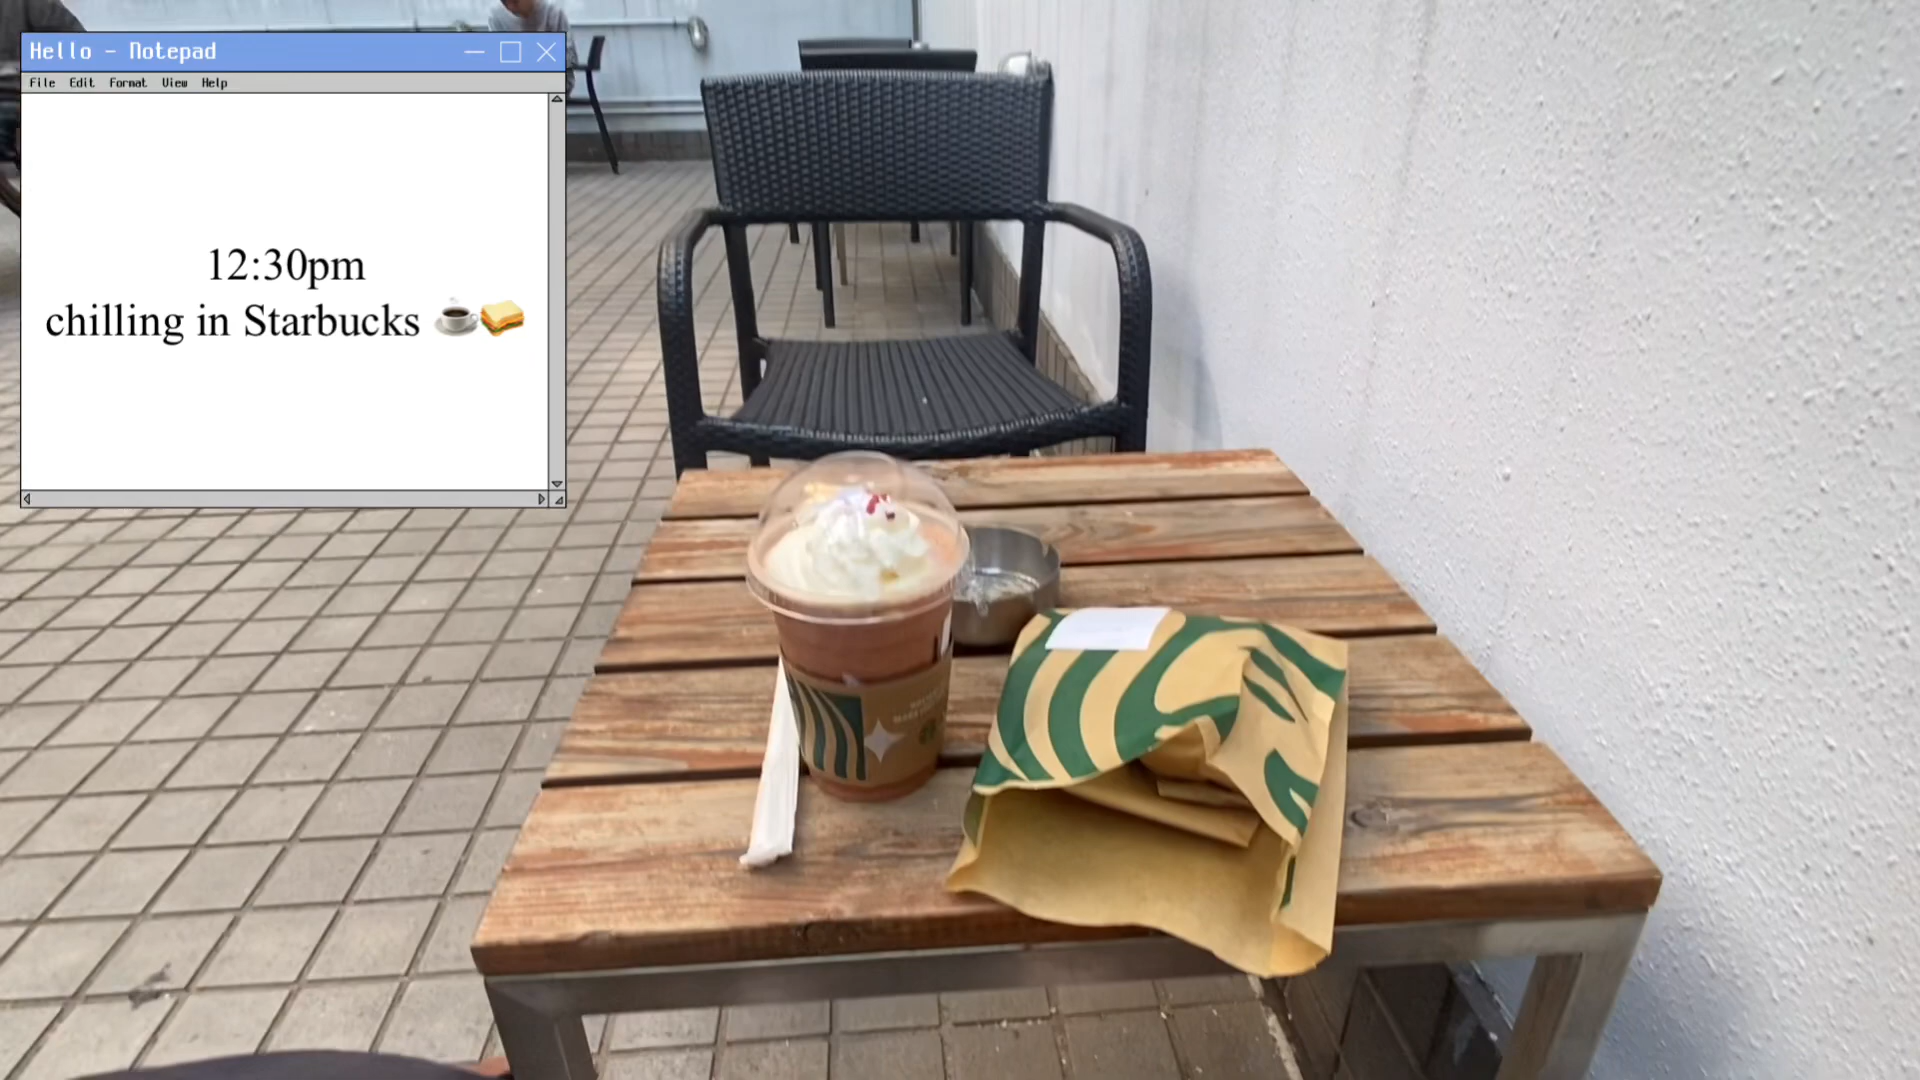 Hello - Notepad
File Edit Format View Help
12:30pm
chilling in Starbucks ☕🥪